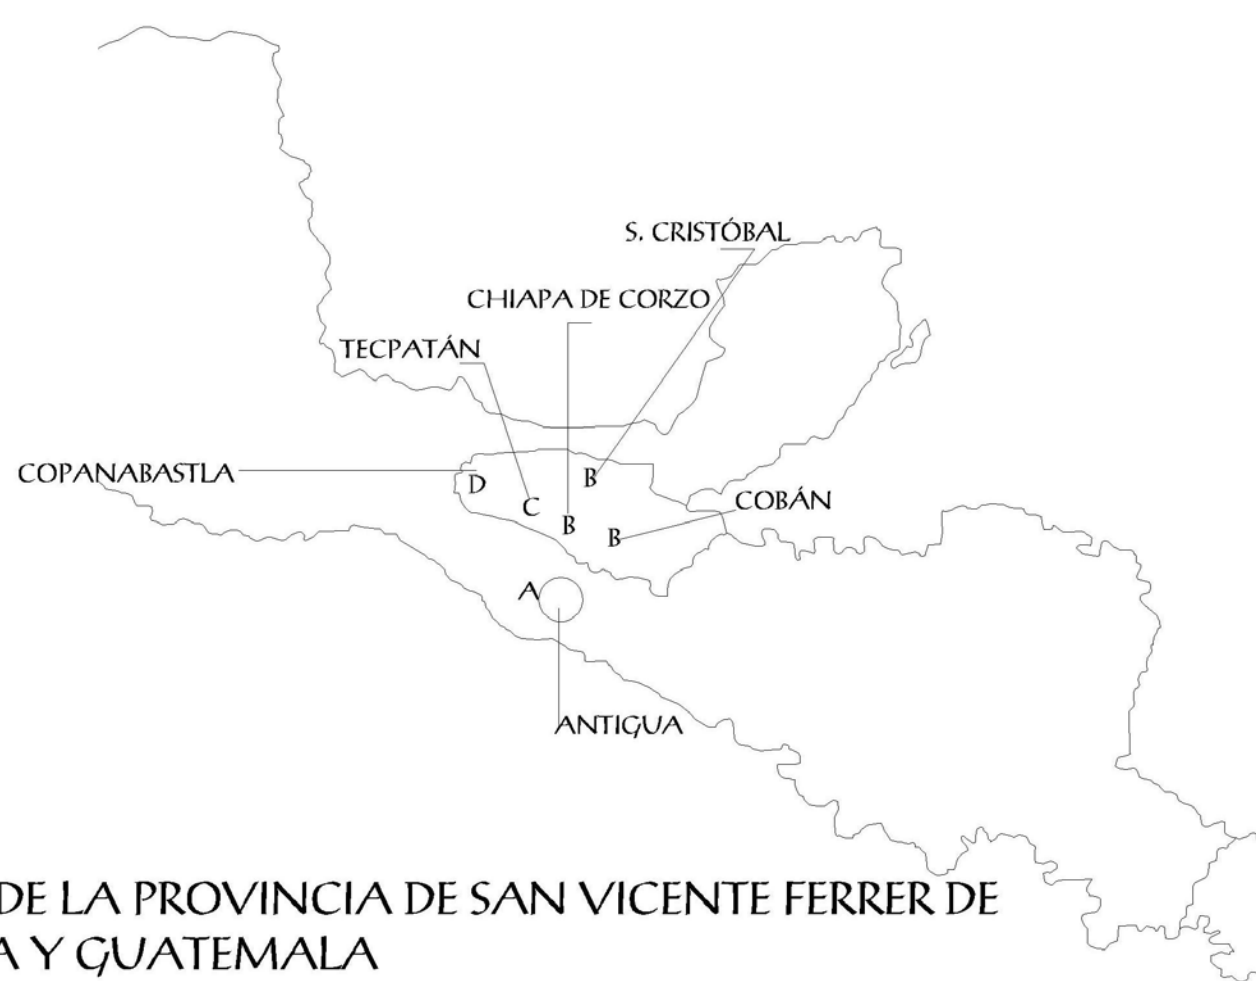 S. CRISTÓBAL
CHIAPA DE CORZO
TECPATÁN
COPANABASTLA
D
B
C
B
COBÁN
B
A
ANTIGUA
DE LA PROVINCIA DE SAN VICENTE FERRER DE
A Y GUATEMALA